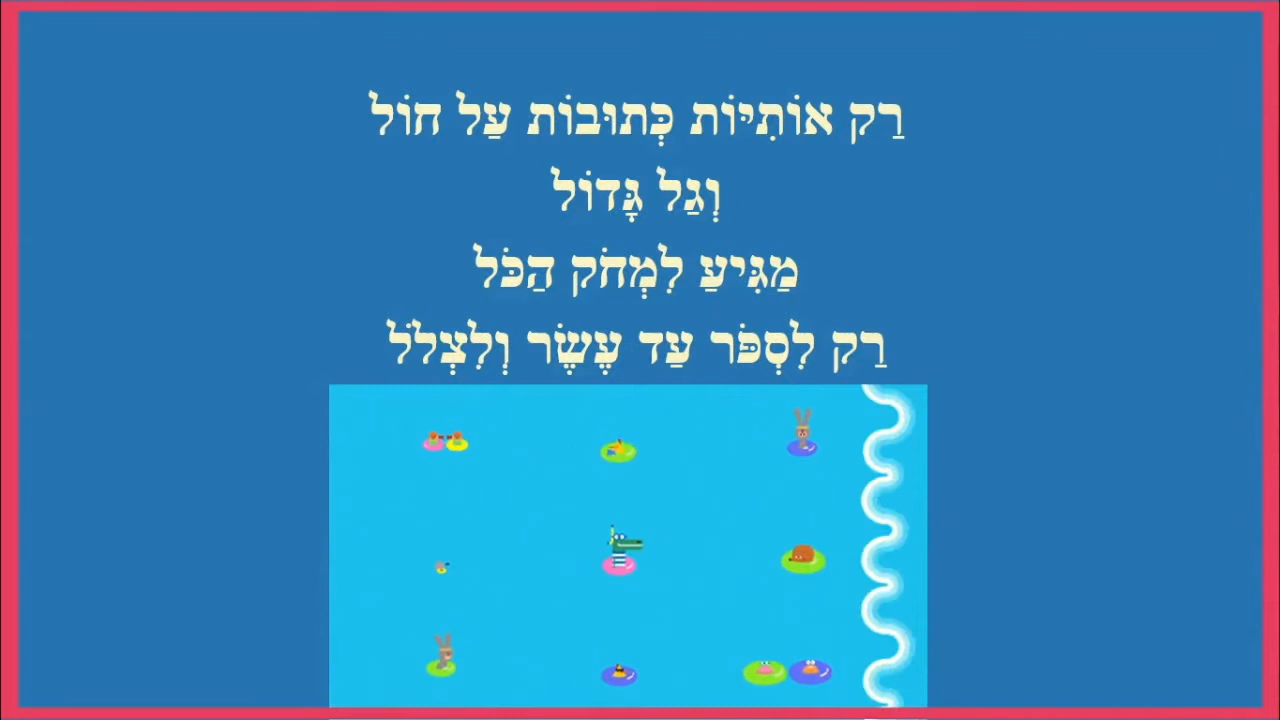 רַק אוֹתִיּוֹת כְּתוּבוֹת עַל חוֹל
וְגַל גָּדוֹל
מַגִּיעַ לִמְחֹק הַכֹּל
רַק לִסְפֹּר עַד עֶשֶׂר וְלִצְלֹל